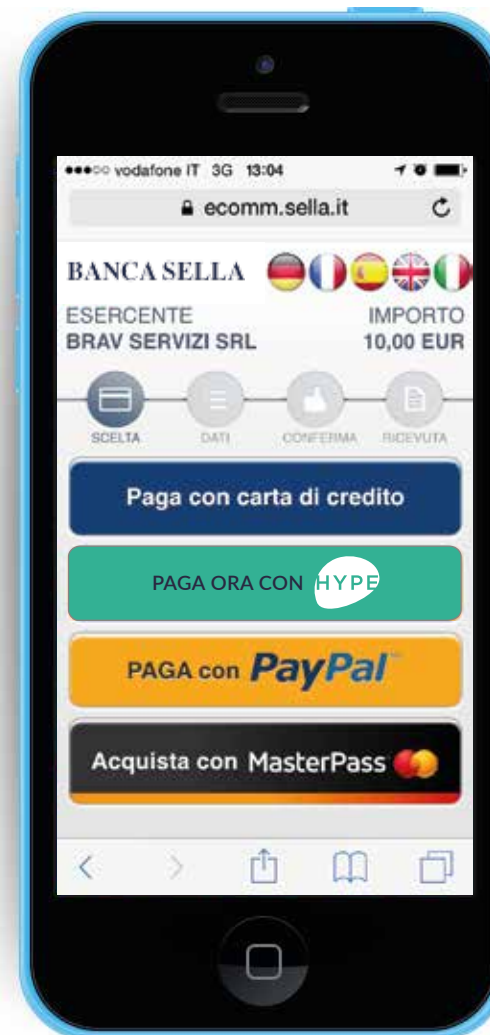 vodafone IT 3G 13:04
ecomm.sella.it
BANCA SELLA
ESERCENTE IMPORTO
BRAV SERVIZI SRL 10,00 EUR
SCELTA DATI CONFERMA RICEVUTA
Paga con carta di credito
PAGA ORA CON HYPE
PAGA con PayPal™
Acquista con MasterPass